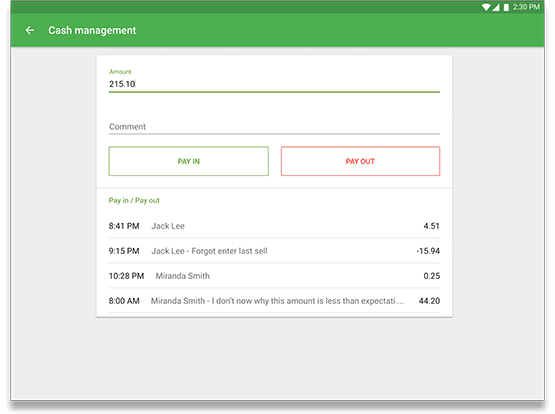 2:30 PM
Cash management
Amount
215.10
Comment
PAY IN
PAY OUT
Pay in / Pay out
8:41 PM Jack Lee 4.51
9:15 PM Jack Lee - Forgot enter last sell -15.94
10:28 PM Miranda Smith 0.25
8:00 AM Miranda Smith - I don't now why this amount is less than expectati ... 44.20